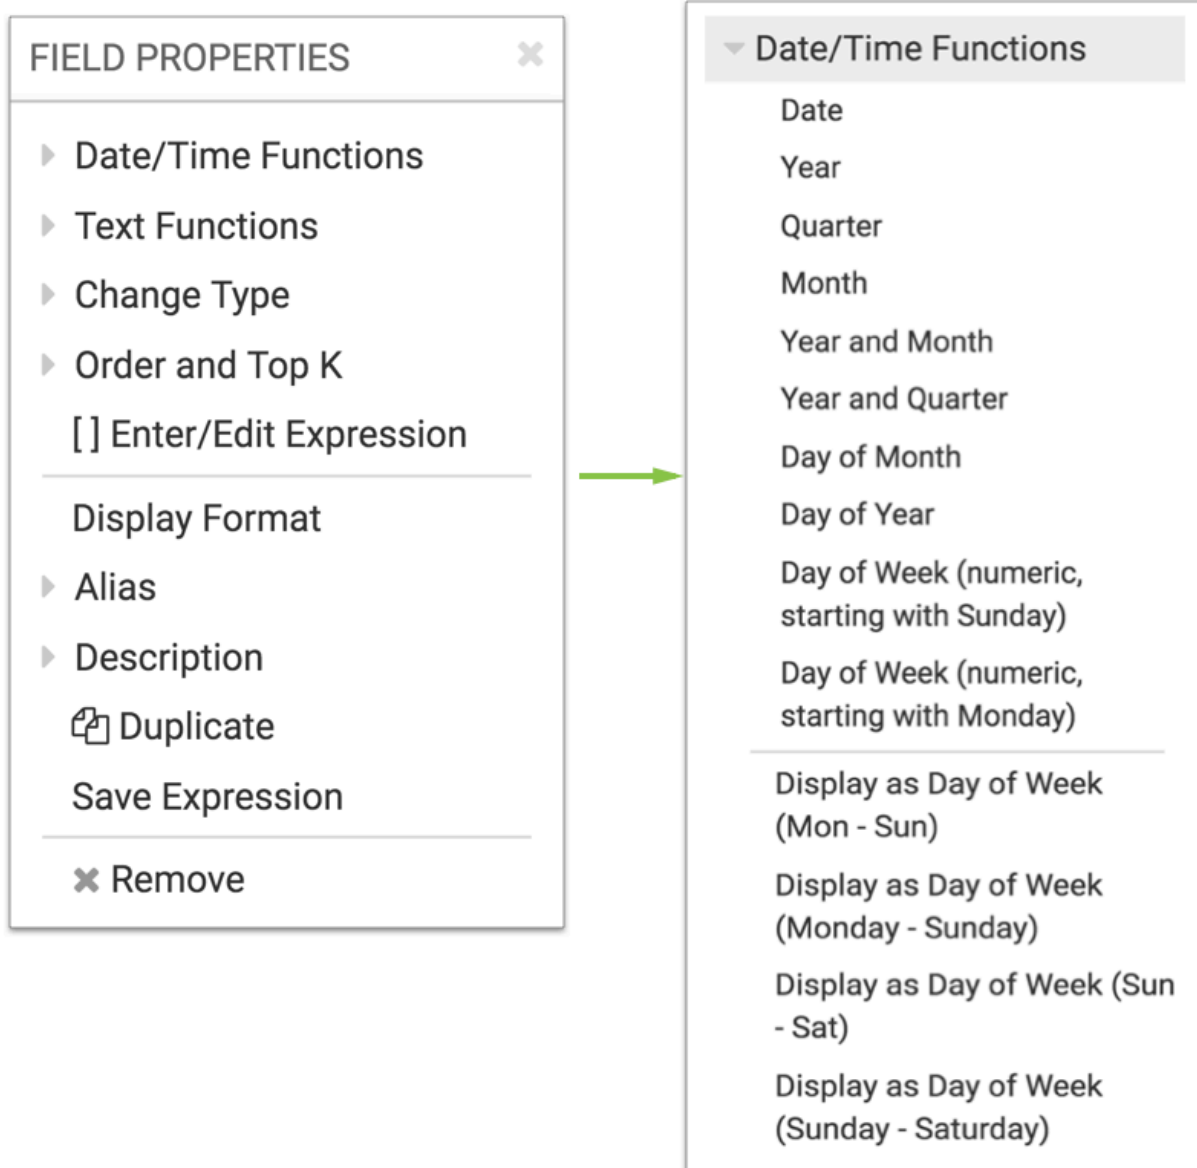 FIELD PROPERTIES
Date/Time Functions
Text Functions
Change Type
Order and Top K
[ ] Enter/Edit Expression
Display Format
Alias
Description
Duplicate
Save Expression
Remove
Date/Time Functions
Date
Year
Quarter
Month
Year and Month
Year and Quarter
Day of Month
Day of Year
Day of Week (numeric,
starting with Sunday)
Day of Week (numeric,
starting with Monday)
Display as Day of Week
(Mon - Sun)
Display as Day of Week
(Monday - Sunday)
Display as Day of Week (Sun
- Sat)
Display as Day of Week
(Sunday - Saturday)